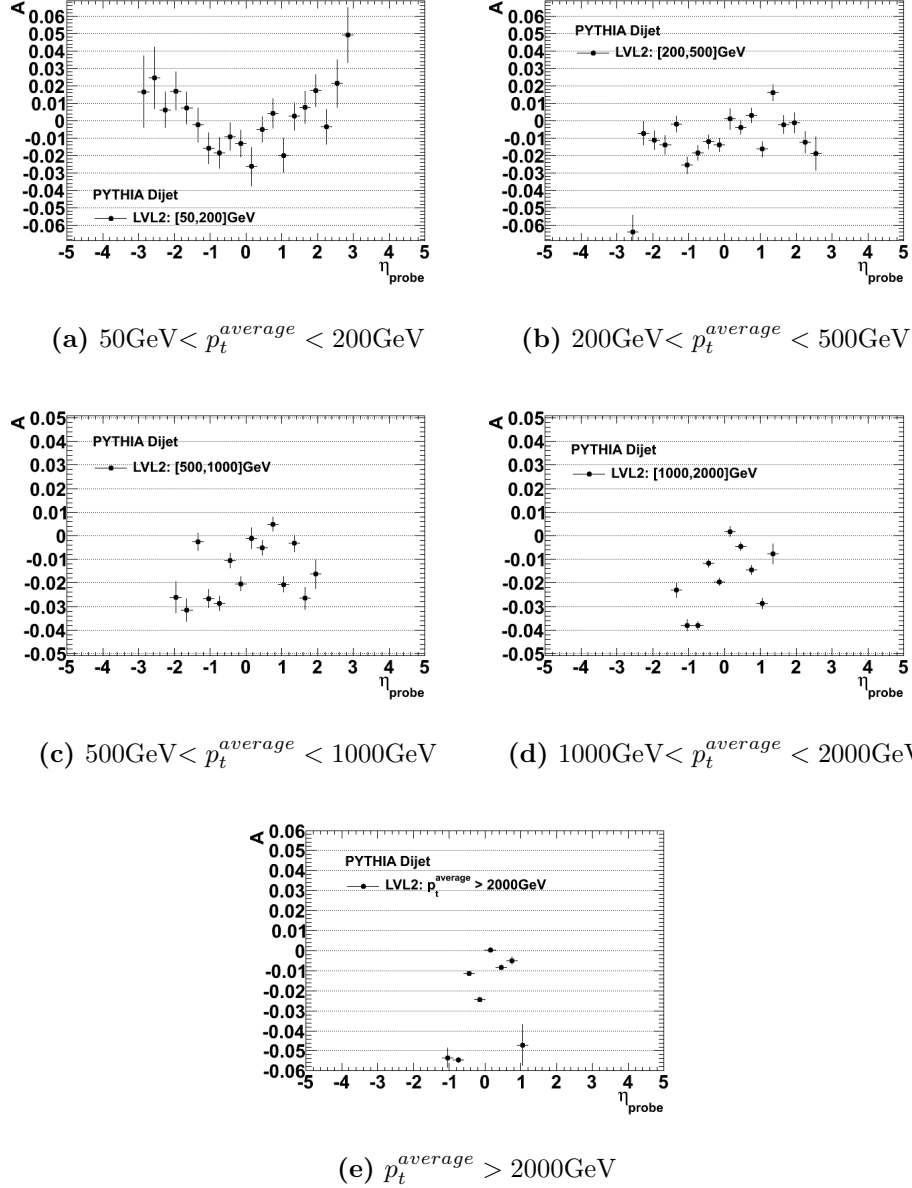 A
0.06
0.05
0.04
0.03
0.02
0.01
0
-0.01
-0.02
-0.03
-0.04
-0.05
-0.06
PYTHIA Dijet
LVL2: [50,200]GeV
-5 -4 -3 -2 -1 0 1 2 3 4 5
η_probe
A
0.06
0.05
0.04
0.03
0.02
0.01
0
-0.01
-0.02
-0.03
-0.04
-0.05
-0.06
PYTHIA Dijet
LVL2: [200,500]GeV
-5 -4 -3 -2 -1 0 1 2 3 4 5
η_probe
(a) 50GeV< p_t^{average} < 200GeV
(b) 200GeV< p_t^{average} < 500GeV
A
0.05
0.04
0.03
0.02
0.01
0
-0.01
-0.02
-0.03
-0.04
-0.05
PYTHIA Dijet
LVL2: [500,1000]GeV
-5 -4 -3 -2 -1 0 1 2 3 4 5
η_probe
A
0.05
0.04
0.03
0.02
0.01
0
-0.01
-0.02
-0.03
-0.04
-0.05
PYTHIA Dijet
LVL2: [1000,2000]GeV
-5 -4 -3 -2 -1 0 1 2 3 4 5
η_probe
(c) 500GeV< p_t^{average} < 1000GeV
(d) 1000GeV< p_t^{average} < 2000GeV
A
0.06
0.05
0.04
0.03
0.02
0.01
0
-0.01
-0.02
-0.03
-0.04
-0.05
-0.06
PYTHIA Dijet
LVL2: p_t^{average} > 2000GeV
-5 -4 -3 -2 -1 0 1 2 3 4 5
η_probe
(e) p_t^{average} > 2000GeV